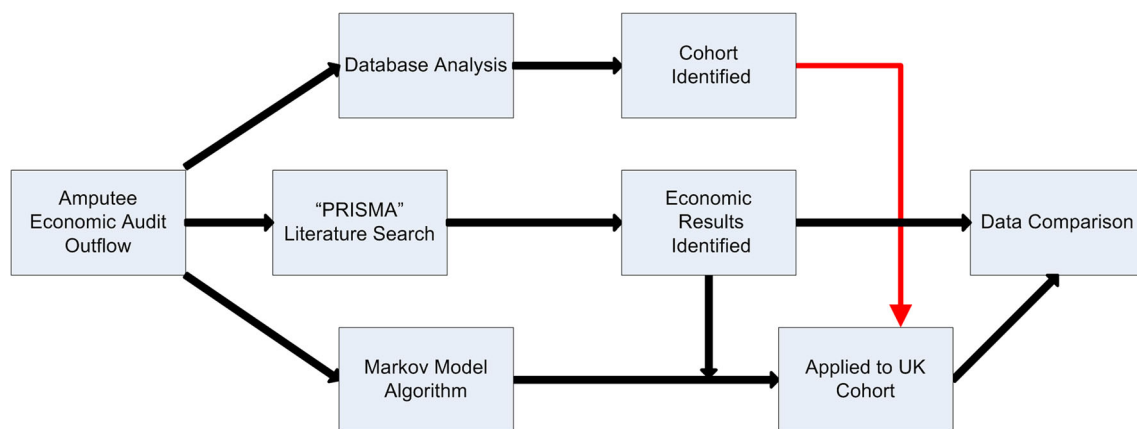 Database Analysis
Cohort
Identified
Amputee
Economic Audit
Outflow
“PRISMA”
Literature Search
Economic
Results
Identified
Data Comparison
Markov Model
Algorithm
Applied to UK
Cohort